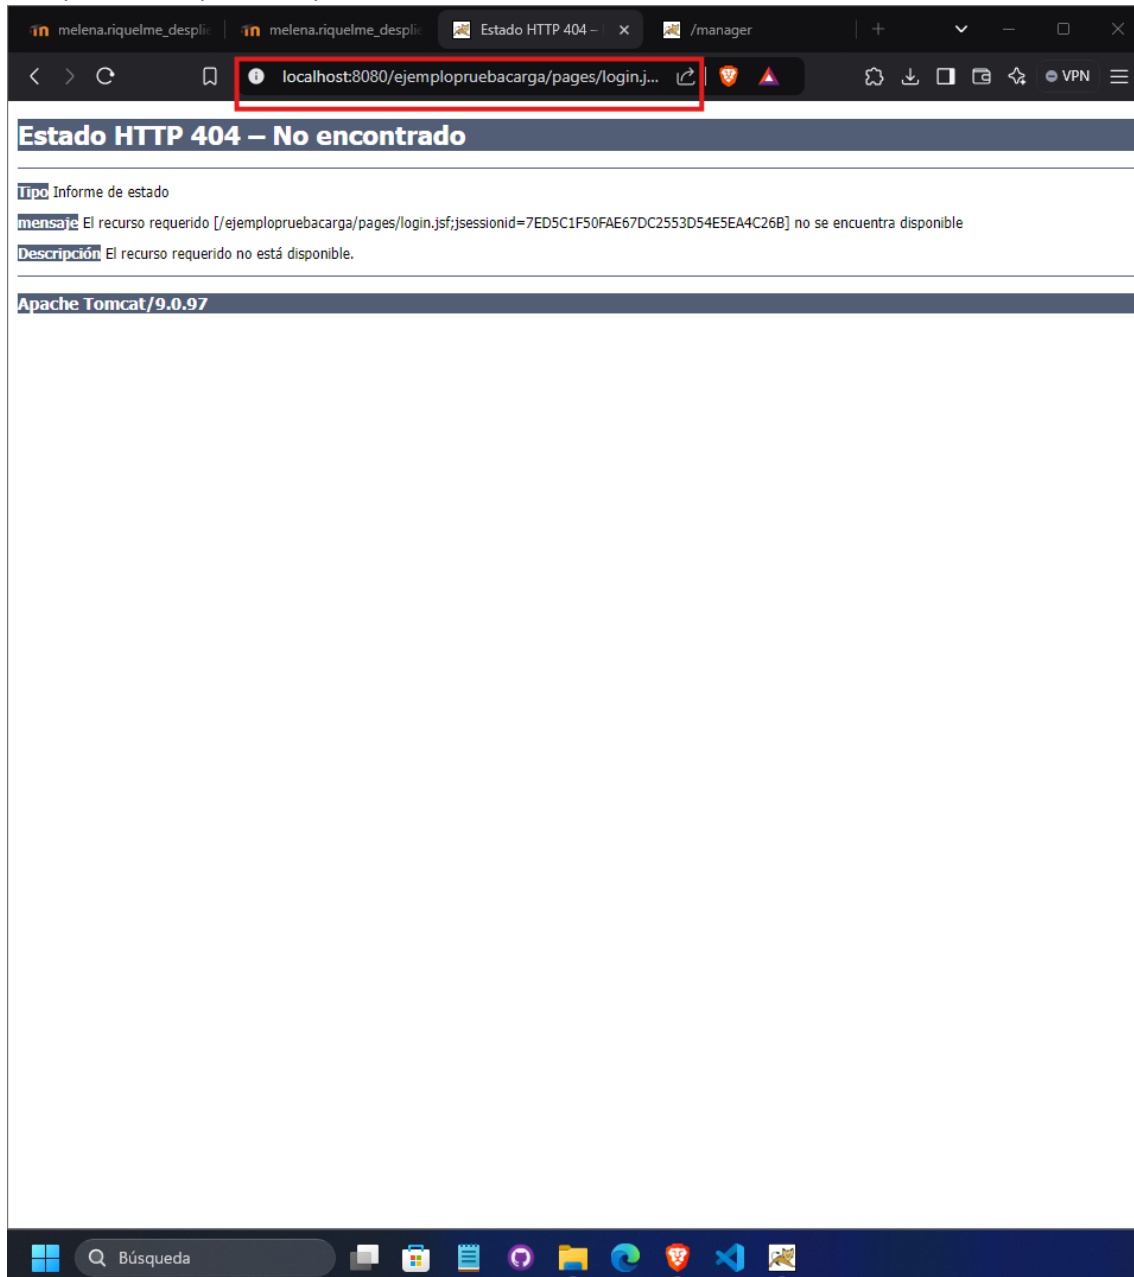 melena.riquelme_desplie
melena.riquelme_desplie
Estado HTTP 404 –
/manager
localhost:8080/ejemplopruebacarga/pages/login.j...
VPN
Estado HTTP 404 – No encontrado
Tipo Informe de estado
mensaje El recurso requerido [/ejemplopruebacarga/pages/login.jsf;jsessionid=7ED5C1F50FAE67DC2553D54E5EA4C26B] no se encuentra disponible
Descripción El recurso requerido no está disponible.
Apache Tomcat/9.0.97
Búsqueda